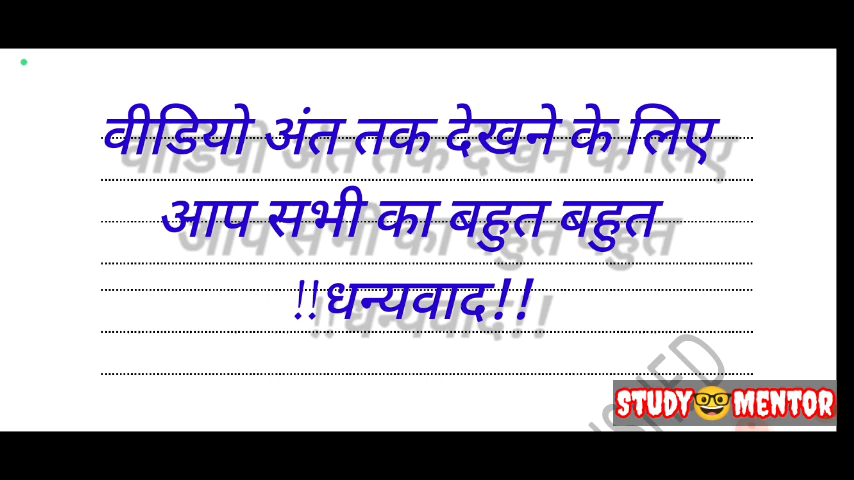 वीडियो अंत तक देखने के लिए
आप सभी का बहुत बहुत
!!धन्यवाद!!
STUDY🤓MENTOR